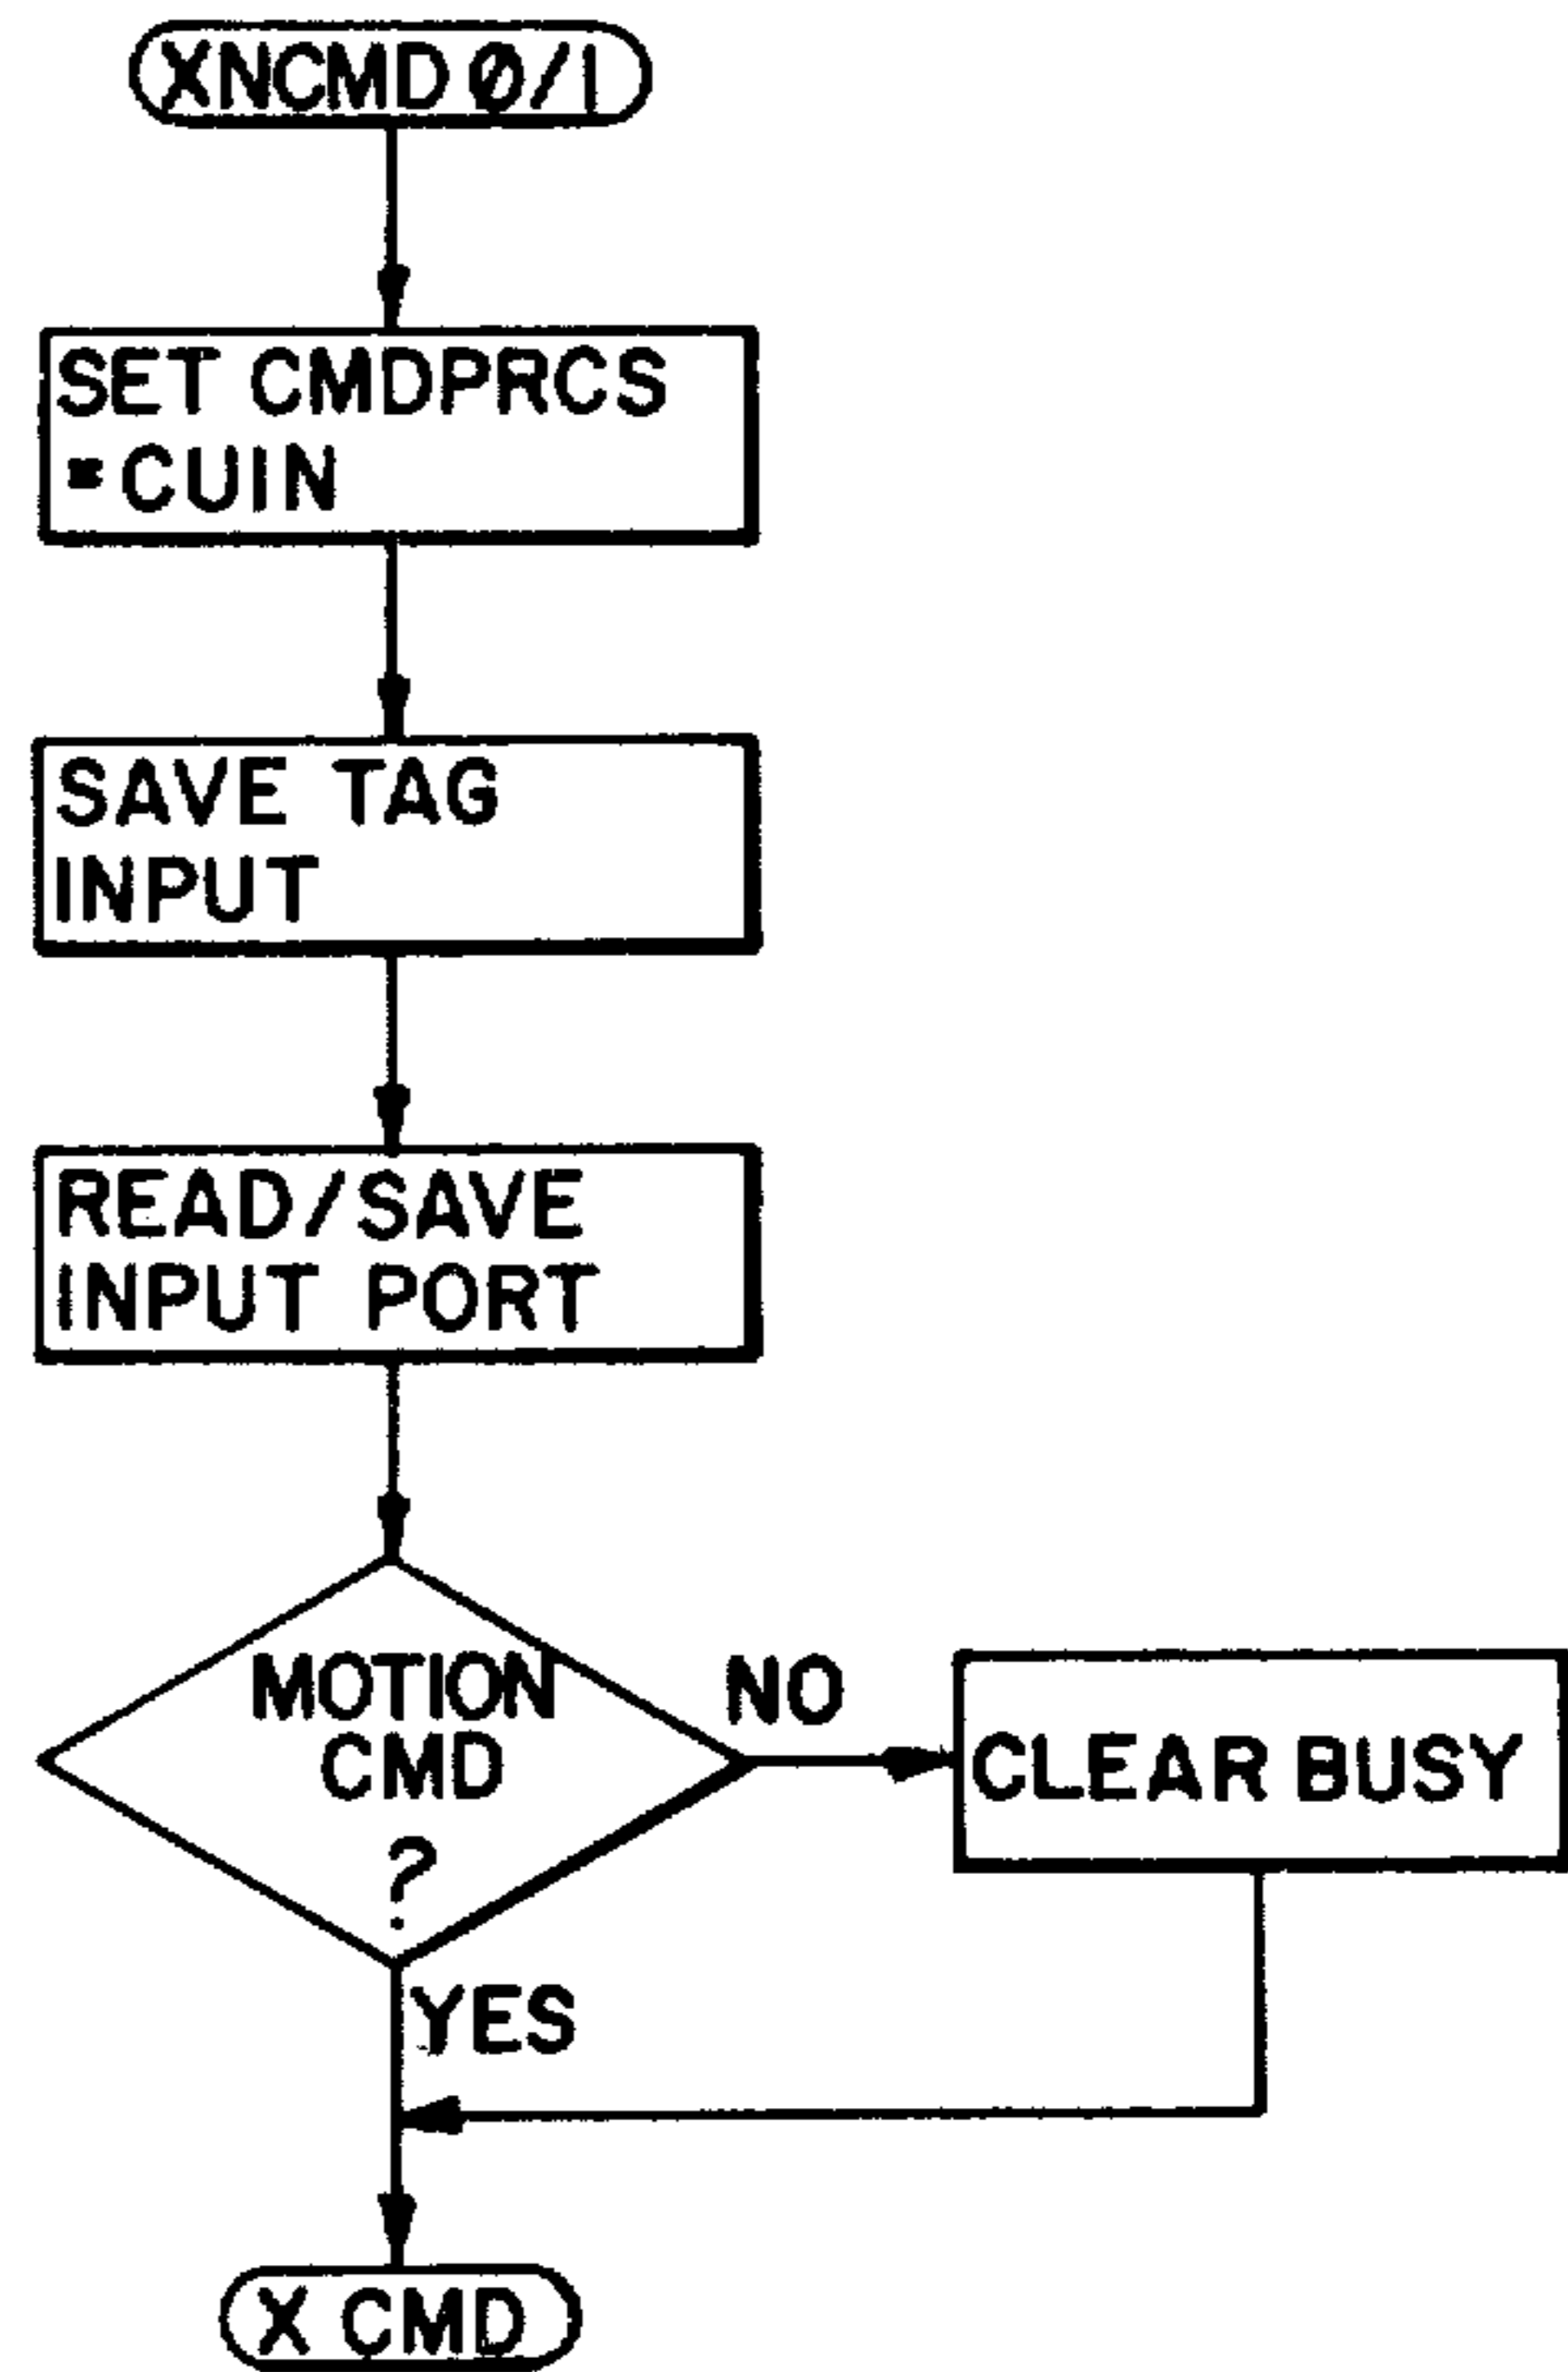 XNCMD 0/1
SET CMDPRCS
=CUIN
SAVE TAG
INPUT
READ/SAVE
INPUT PORT
MOTION
CMD
?
NO
CLEAR BUSY
YES
X CMD